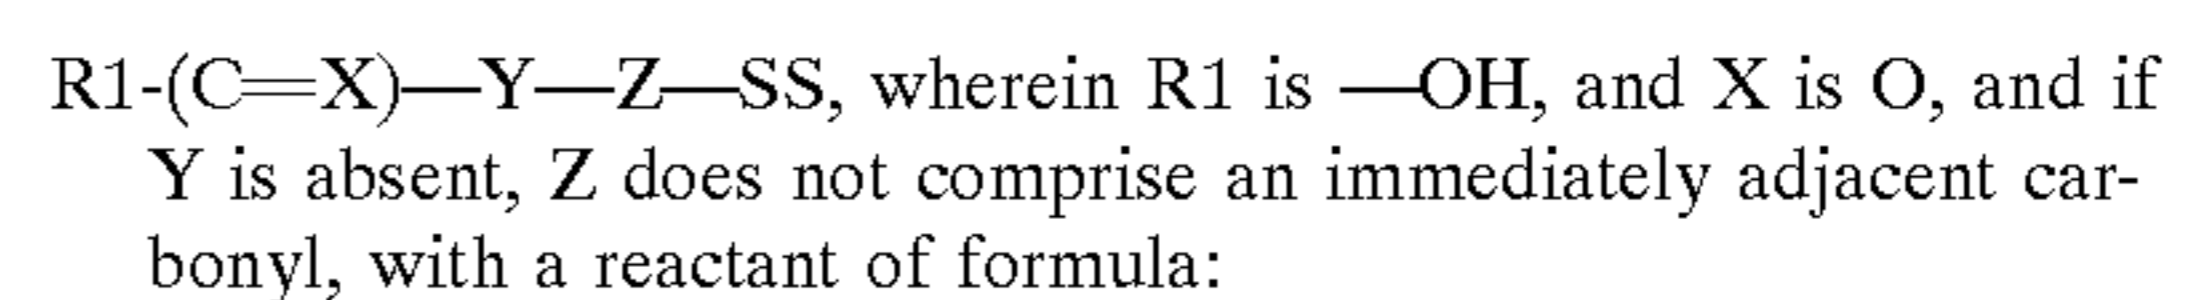 R1-(C=X)—Y—Z—SS, wherein R1 is —OH, and X is O, and if
Y is absent, Z does not comprise an immediately adjacent car-
bonyl, with a reactant of formula: